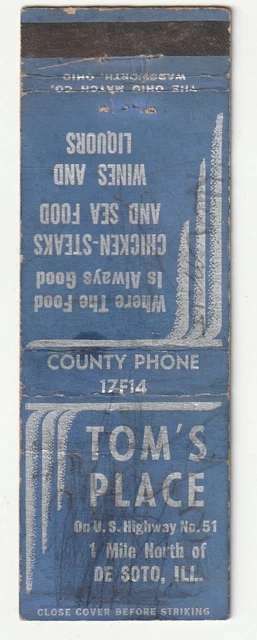 THE OHIO MATCH CO.
WADSWORTH, OHIO
Where The Food
Is Always Good
CHICKEN-STEAKS
AND SEA FOOD
WINES AND
LIQUORS
COUNTY PHONE
17F14
TOM'S
PLACE
On U.S. Highway No. 51
1 Mile North of
DE SOTO, ILL.
CLOSE COVER BEFORE STRIKING